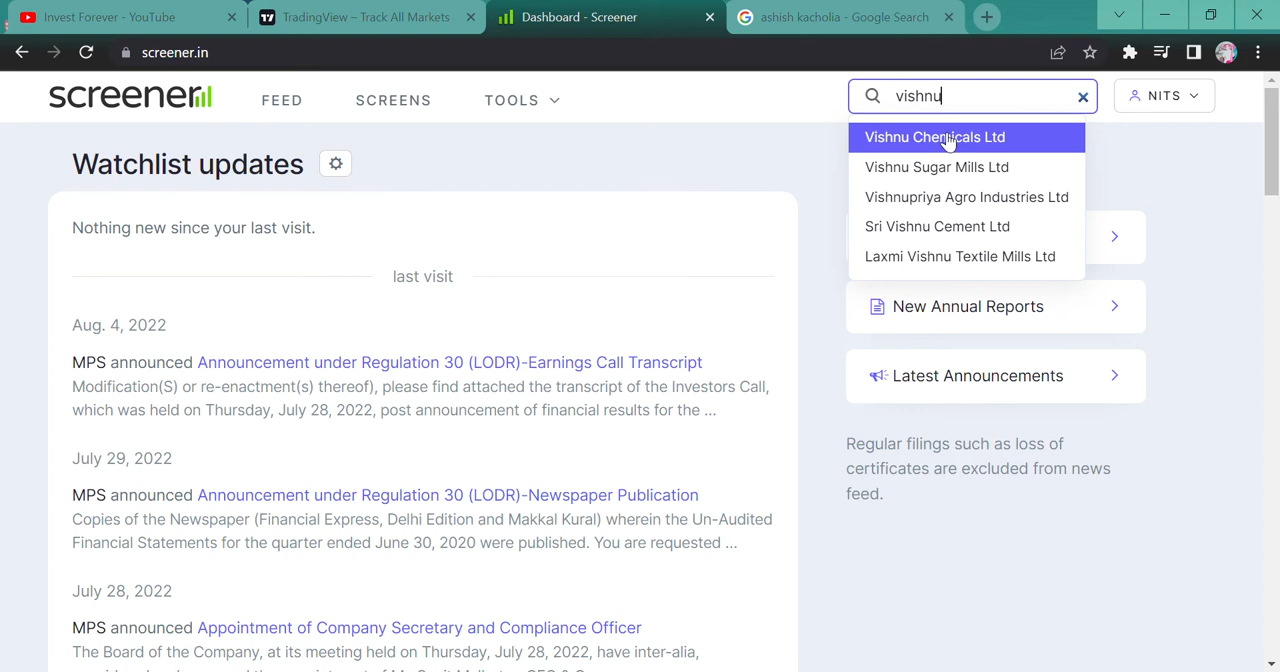 Invest Forever - YouTube
TradingView – Track All Markets
Dashboard - Screener
ashish kacholia - Google Search
screener.in
screener
FEED
SCREENS
TOOLS
vishnu
NITS
Vishnu Chemicals Ltd
Vishnu Sugar Mills Ltd
Vishnupriya Agro Industries Ltd
Sri Vishnu Cement Ltd
Laxmi Vishnu Textile Mills Ltd
Watchlist updates
Nothing new since your last visit.
last visit
Aug. 4, 2022
MPS announced Announcement under Regulation 30 (LODR)-Earnings Call Transcript
Modification(S) or re-enactment(s) thereof), please find attached the transcript of the Investors Call,
which was held on Thursday, July 28, 2022, post announcement of financial results for the ...
July 29, 2022
MPS announced Announcement under Regulation 30 (LODR)-Newspaper Publication
Copies of the Newspaper (Financial Express, Delhi Edition and Makkal Kural) wherein the Un-Audited
Financial Statements for the quarter ended June 30, 2020 were published. You are requested ...
July 28, 2022
MPS announced Appointment of Company Secretary and Compliance Officer
The Board of the Company, at its meeting held on Thursday, July 28, 2022, have inter-alia,
New Annual Reports
Latest Announcements
Regular filings such as loss of
certificates are excluded from news
feed.